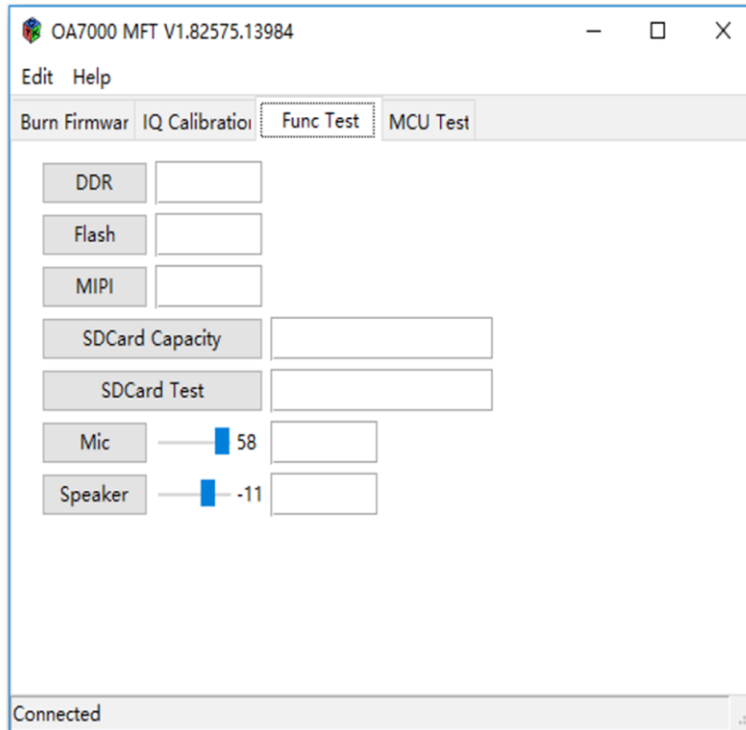 OA7000 MFT V1.82575.13984
Edit Help
Burn Firmwar IQ Calibratio Func Test MCU Test
DDR
Flash
MIPI
SDCard Capacity
SDCard Test
Mic 58
Speaker -11
Connected